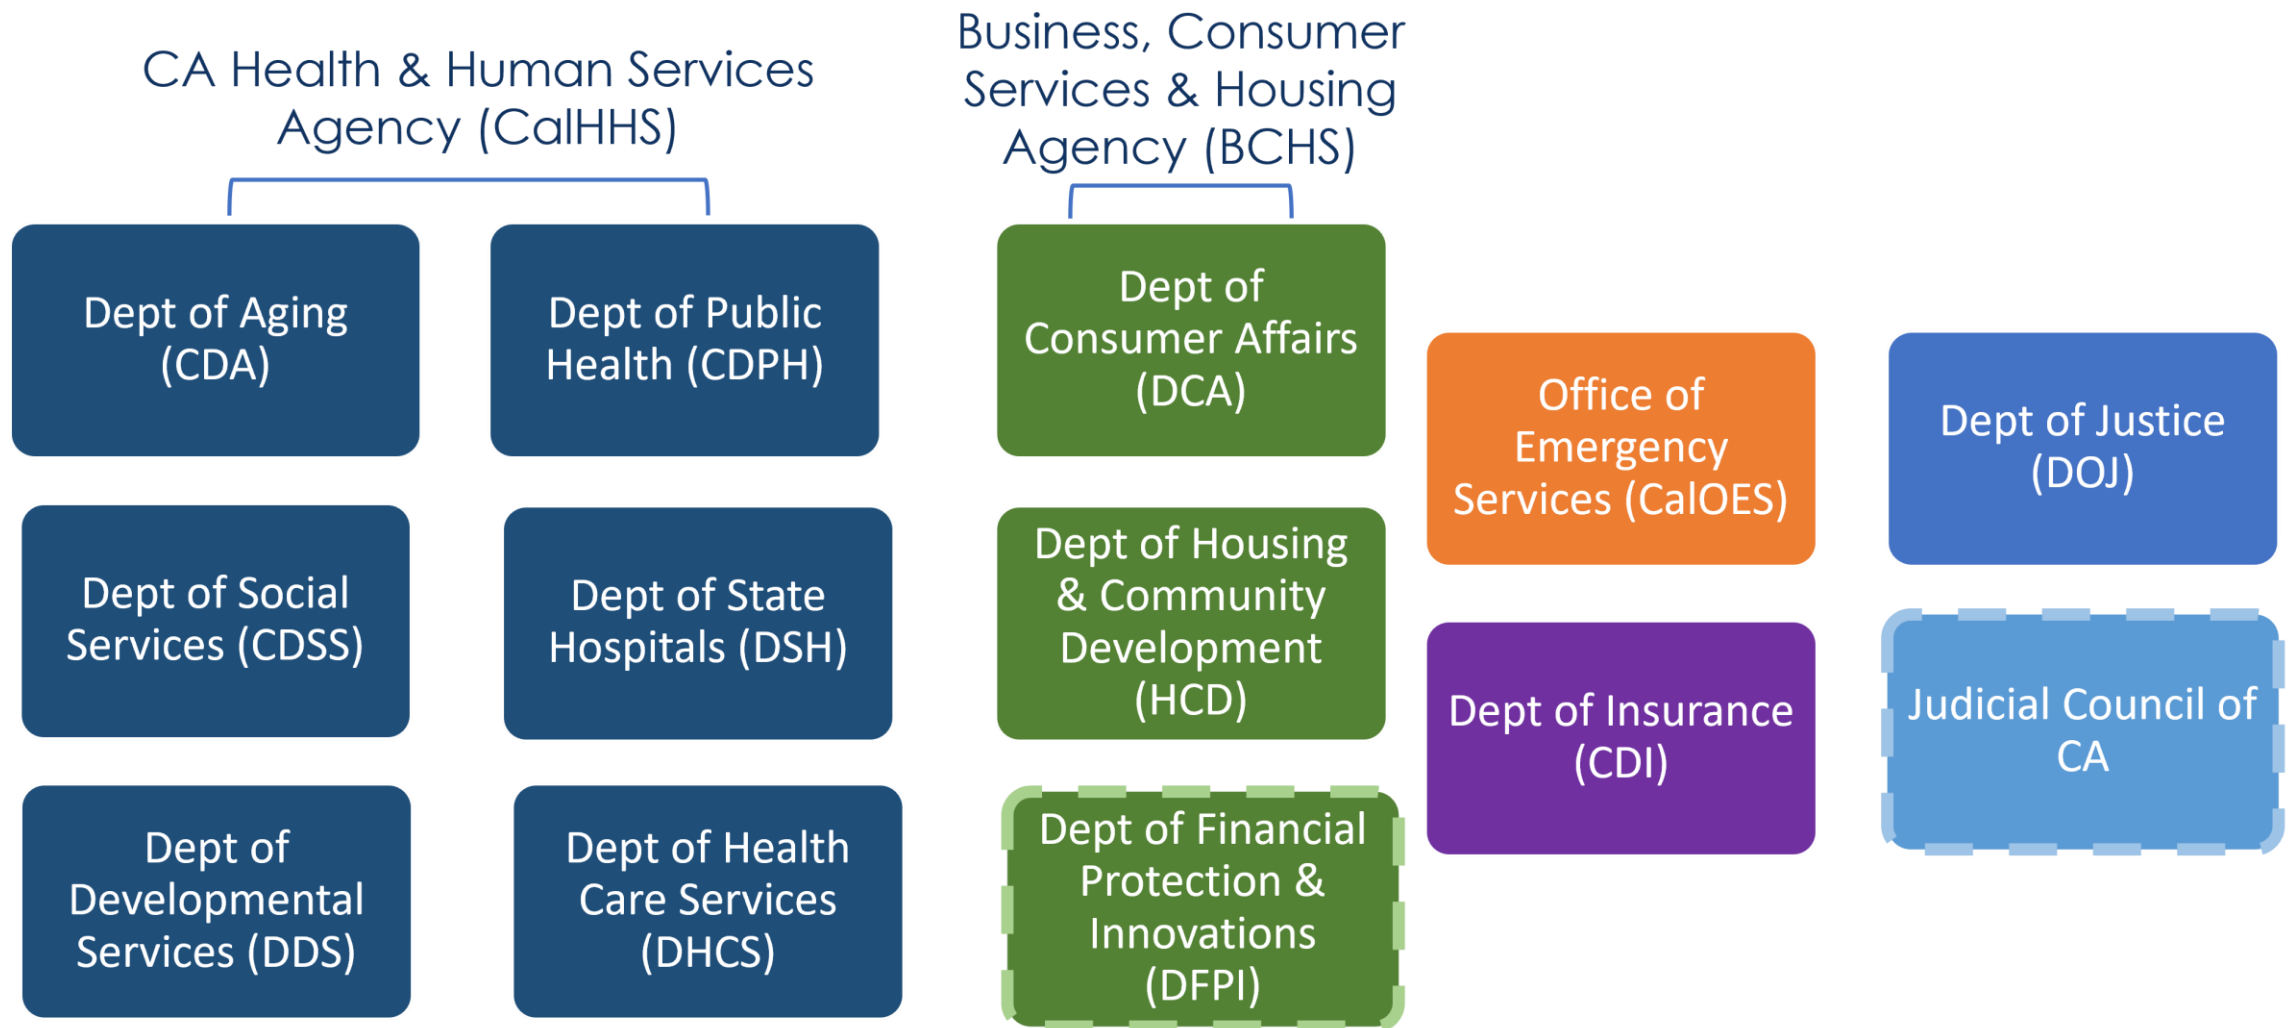 CA Health & Human Services
Agency (CalHHS)
Business, Consumer
Services & Housing
Agency (BCHS)
Dept of Aging
(CDA)
Dept of Public
Health (CDPH)
Dept of
Consumer Affairs
(DCA)
Office of
Emergency
Services (CalOES)
Dept of Justice
(DOJ)
Dept of Social
Services (CDSS)
Dept of State
Hospitals (DSH)
Dept of Housing
& Community
Development
(HCD)
Dept of Insurance
(CDI)
Judicial Council of
CA
Dept of
Developmental
Services (DDS)
Dept of Health
Care Services
(DHCS)
Dept of Financial
Protection &
Innovations
(DFPI)